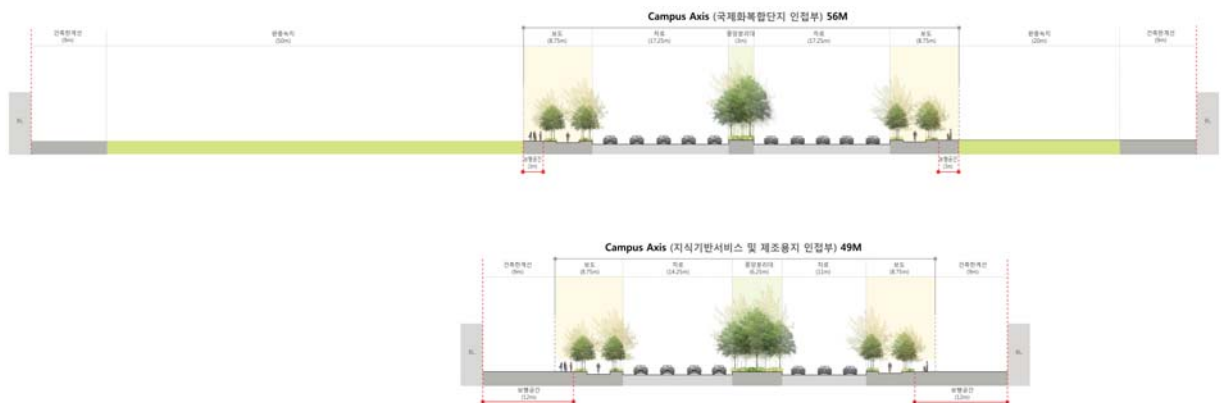 Campus Axis (국제화복합단지 인접부) 56M
건축한계선 완충녹지 보도 차로 중앙분리대 차로 보도 완충녹지 건축한계선
(9m) (50m) (8.75m) (17.25m) (3m) (17.25m) (8.75m) (20m) (9m)
BL BL
보행공간 보행공간
(3m) (3m)
Campus Axis (지식기반서비스 및 제조용지 인접부) 49M
건축한계선 보도 차로 중앙분리대 차로 보도 건축한계선
(9m) (8.75m) (14.25m) (6.25m) (11m) (8.75m) (9m)
BL BL
보행공간 보행공간
(12m) (12m)